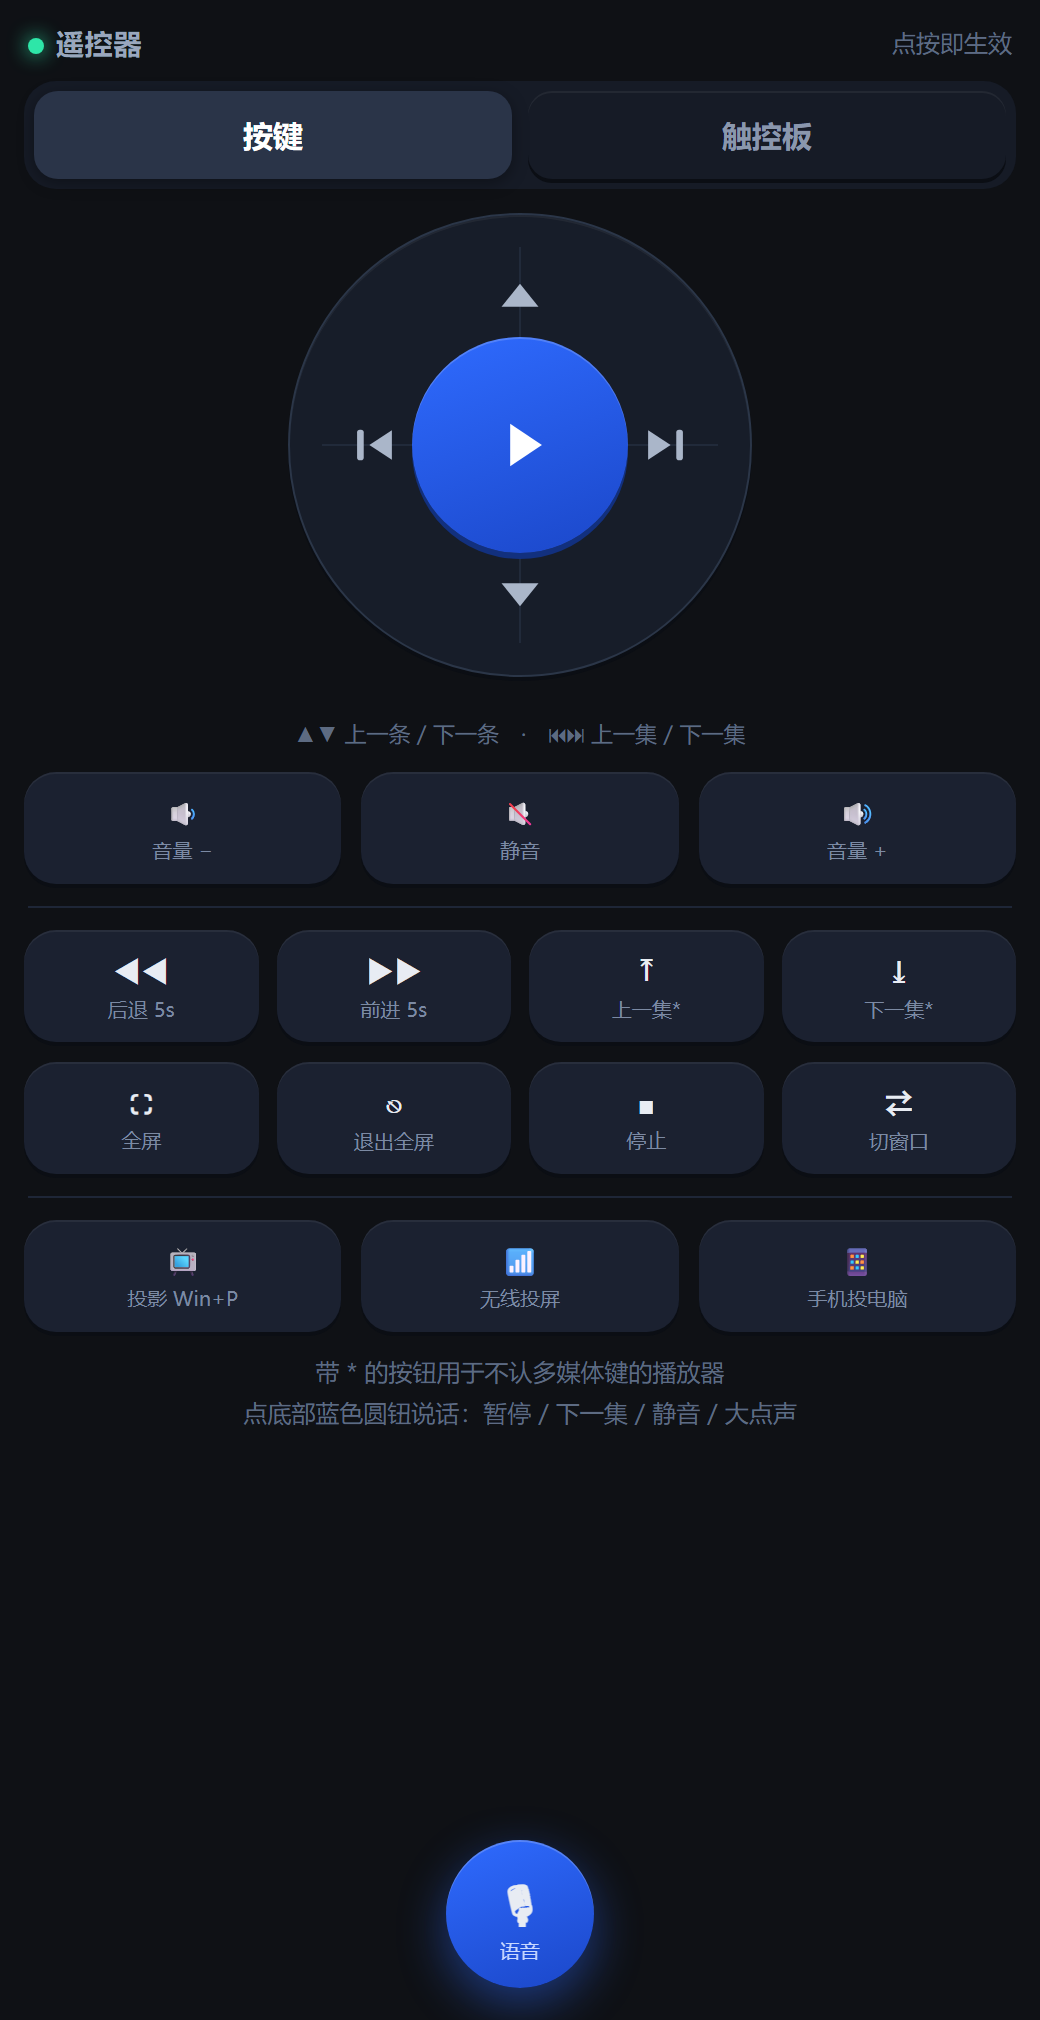 遥控器
点按即生效
按键
触控板
▲▼ 上一条 / 下一条 · ⏮⏭ 上一集 / 下一集
音量 −
静音
音量 +
后退 5s
前进 5s
上一集*
下一集*
全屏
退出全屏
停止
切窗口
投影 Win+P
无线投屏
手机投电脑
带 * 的按钮用于不认多媒体键的播放器
点底部蓝色圆钮说话：暂停 / 下一集 / 静音 / 大点声
语音